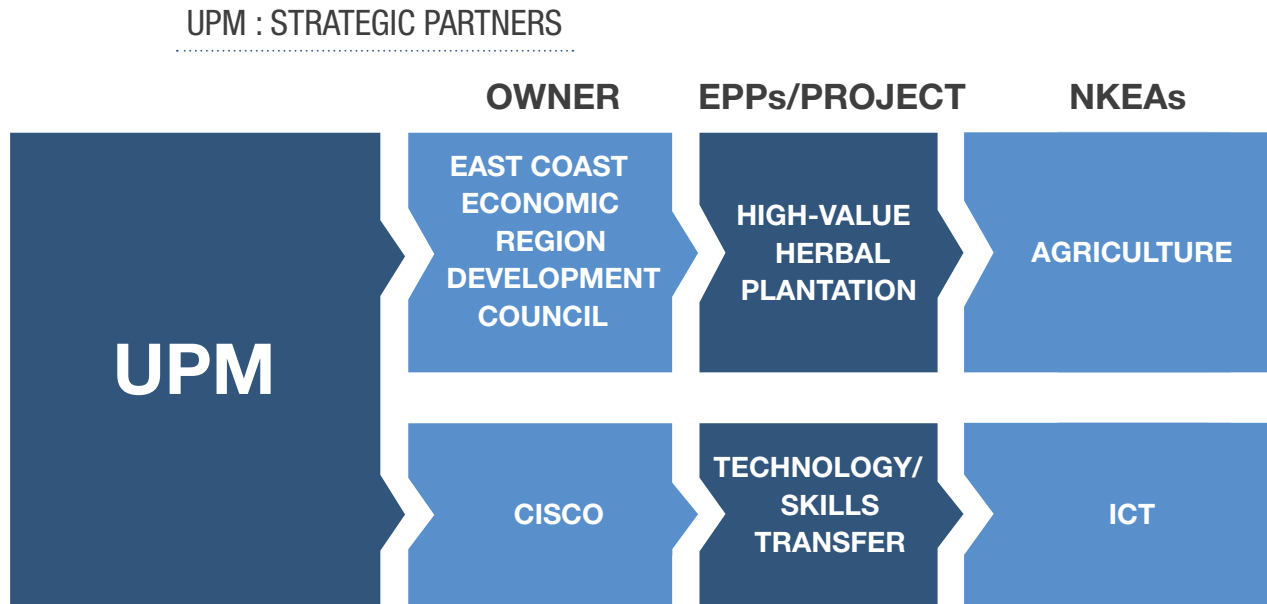 UPM : STRATEGIC PARTNERS
OWNER
EPPs/PROJECT
NKEAs
UPM
EAST COAST
ECONOMIC
REGION
DEVELOPMENT
COUNCIL
HIGH-VALUE
HERBAL
PLANTATION
AGRICULTURE
CISCO
TECHNOLOGY/
SKILLS
TRANSFER
ICT